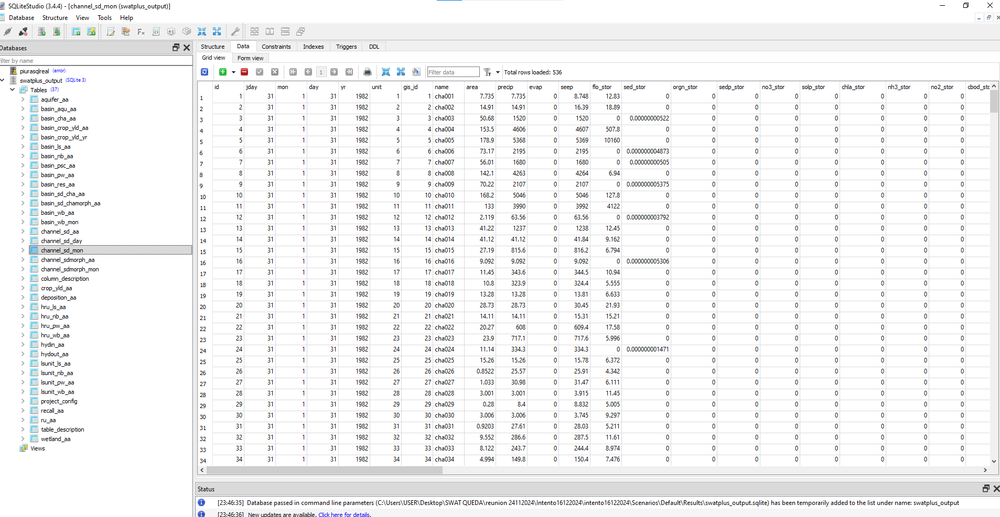 SQLiteStudio (3.4.4) - [channel_sd_mon (swatplus_output)]
Database Structure View Tools Help
Databases
Filter by name
piurasqlreal (error)
swatplus_output (SQLite 3)
Tables (37)
aquifer_aa
basin_aqu_aa
basin_cha_aa
basin_crop_yld_aa
basin_crop_yld_yr
basin_ls_aa
basin_nb_aa
basin_psc_aa
basin_pw_aa
basin_res_aa
basin_sd_cha_aa
basin_sd_chamorph_aa
basin_wb_aa
basin_wb_mon
channel_sd_aa
channel_sd_day
channel_sd_mon
channel_sdmorph_aa
channel_sdmorph_mon
column_description
crop_yld_aa
deposition_aa
hru_ls_aa
hru_nb_aa
hru_pw_aa
hru_wb_aa
hydin_aa
hydout_aa
lsunit_ls_aa
lsunit_nb_aa
lsunit_pw_aa
lsunit_wb_aa
project_config
recall_aa
ru_aa
table_description
wetland_aa
Views
Structure Data Constraints Indexes Triggers DDL
Grid view Form view
1 Filter data Total rows loaded: 536
id jday mon day yr unit gis_id name area precip evap seep flo_stor sed_stor orgn_stor sedp_stor no3_stor solp_stor chla_stor nh3_stor no2_stor cbod_sto
1 1 31 1 31 1982 1 1 cha001 7.735 7.735 0 8.748 12.83 0 0 0 0 0 0 0 0
2 2 31 1 31 1982 2 2 cha002 14.91 14.91 0 16.39 18.89 0 0 0 0 0 0 0 0
3 3 31 1 31 1982 3 3 cha003 50.68 1520 0 1520 0 0.00000000522 0 0 0 0 0 0 0
4 4 31 1 31 1982 4 4 cha004 153.5 4606 0 4607 507.8 0 0 0 0 0 0 0 0
5 5 31 1 31 1982 5 5 cha005 178.9 5368 0 5369 10160 0 0 0 0 0 0 0 0
6 6 31 1 31 1982 6 6 cha006 73.17 2195 0 2195 0 0.000000004873 0 0 0 0 0 0 0
7 7 31 1 31 1982 7 7 cha007 56.01 1680 0 1680 0 0.00000000505 0 0 0 0 0 0 0
8 8 31 1 31 1982 8 8 cha008 142.1 4263 0 4264 6.94 0 0 0 0 0 0 0 0
9 9 31 1 31 1982 9 9 cha009 70.22 2107 0 2107 0 0.000000005375 0 0 0 0 0 0 0
10 10 31 1 31 1982 10 10 cha010 168.2 5046 0 5046 127.8 0 0 0 0 0 0 0 0
11 11 31 1 31 1982 11 11 cha011 133 3990 0 3992 4122 0 0 0 0 0 0 0 0
12 12 31 1 31 1982 12 12 cha012 2.119 63.56 0 63.56 0 0.000000003792 0 0 0 0 0 0 0
13 13 31 1 31 1982 13 13 cha013 41.22 1237 0 1238 12.45 0 0 0 0 0 0 0 0
14 14 31 1 31 1982 14 14 cha014 41.12 41.12 0 41.84 9.162 0 0 0 0 0 0 0 0
15 15 31 1 31 1982 15 15 cha015 27.19 815.6 0 816.2 6.794 0 0 0 0 0 0 0 0
16 16 31 1 31 1982 16 16 cha016 9.092 9.092 0 9.092 0 0.000000005306 0 0 0 0 0 0 0
17 17 31 1 31 1982 17 17 cha017 11.45 343.6 0 344.5 10.94 0 0 0 0 0 0 0 0
18 18 31 1 31 1982 18 18 cha018 10.8 323.9 0 324.4 5.555 0 0 0 0 0 0 0 0
19 19 31 1 31 1982 19 19 cha019 13.28 13.28 0 13.81 6.633 0 0 0 0 0 0 0 0
20 20 31 1 31 1982 20 20 cha020 28.73 28.73 0 30.45 21.93 0 0 0 0 0 0 0 0
21 21 31 1 31 1982 21 21 cha021 14.11 14.11 0 15.31 15.21 0 0 0 0 0 0 0 0
22 22 31 1 31 1982 22 22 cha022 20.27 608 0 609.4 17.58 0 0 0 0 0 0 0 0
23 23 31 1 31 1982 23 23 cha023 23.9 717.1 0 717.6 5.996 0 0 0 0 0 0 0 0
24 24 31 1 31 1982 24 24 cha024 11.14 334.3 0 334.3 0 0.000000001471 0 0 0 0 0 0 0
25 25 31 1 31 1982 25 25 cha025 15.26 15.26 0 15.78 6.372 0 0 0 0 0 0 0 0
26 26 31 1 31 1982 26 26 cha026 0.8522 25.57 0 25.91 4.342 0 0 0 0 0 0 0 0
27 27 31 1 31 1982 27 27 cha027 1.033 30.98 0 31.47 6.111 0 0 0 0 0 0 0 0
28 28 31 1 31 1982 28 28 cha028 3.001 3.001 0 3.915 11.45 0 0 0 0 0 0 0 0
29 29 31 1 31 1982 29 29 cha029 0.28 8.4 0 8.832 5.005 0 0 0 0 0 0 0 0
30 30 31 1 31 1982 30 30 cha030 3.006 3.006 0 3.745 9.297 0 0 0 0 0 0 0 0
31 31 31 1 31 1982 31 31 cha031 0.9203 27.61 0 28.03 5.211 0 0 0 0 0 0 0 0
32 32 31 1 31 1982 32 32 cha032 9.552 286.6 0 287.5 11.61 0 0 0 0 0 0 0 0
33 33 31 1 31 1982 33 33 cha033 8.122 243.7 0 244.4 8.974 0 0 0 0 0 0 0 0
34 34 31 1 31 1982 34 34 cha034 4.994 149.8 0 150.4 7.476 0 0 0 0 0 0 0 0
Status
[23:46:35] Database passed in command line parameters (C:\Users\USER\Desktop\SWAT QUEDA\reunion 24112024\Intento16122024\intento16122024\Scenarios\Default\Results\swatplus_output.sqlite) has been temporarily added to the list under name: swatplus_output
[23:46:36] New updates are available. Click here for details.